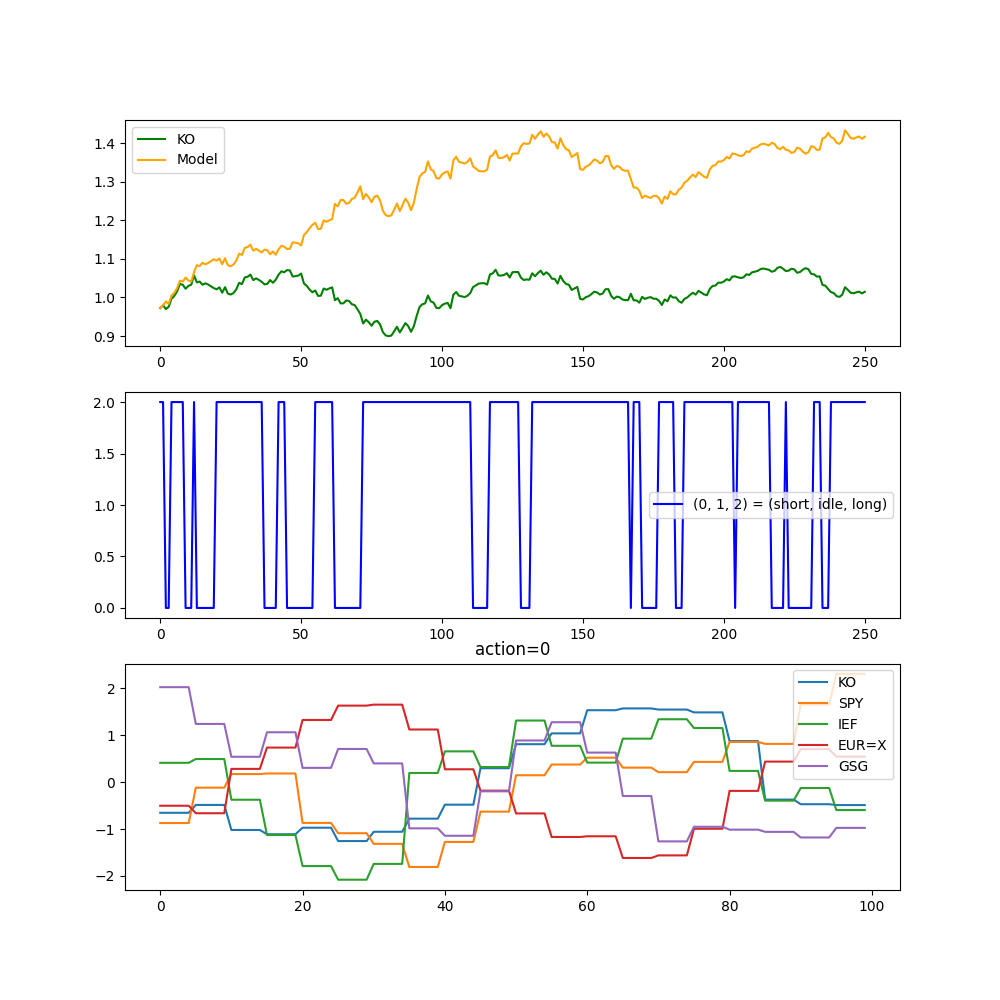 1.4
1.3
1.2
1.1
1.0
0.9
KO
Model
0 50 100 150 200 250
2.0
1.5
1.0
0.5
0.0
(0, 1, 2) = (short, idle, long)
0 50 100 150 200 250
action=0
2
1
0
−1
−2
KO
SPY
IEF
EUR=X
GSG
0 20 40 60 80 100